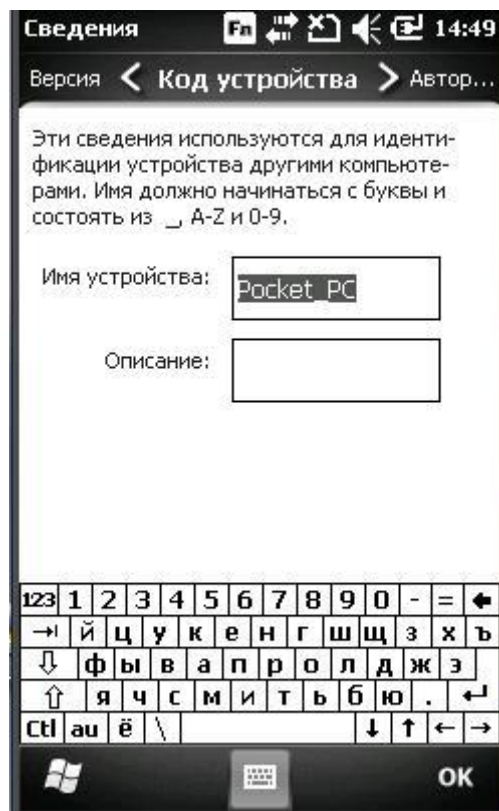 Сведения Fn 14:49
Версия < Код устройства > Автор...
Эти сведения используются для иденти-
фикации устройства другими компьюте-
рами. Имя должно начинаться с буквы и
состоять из _, A-Z и 0-9.
Имя устройства: Pocket_PC
Описание:
123 1 2 3 4 5 6 7 8 9 0 - =
й ц у к е н г ш щ з х ъ
ф ы в а п р о л д ж э
я ч с м и т ь б ю .
Ctl au ё \
OK